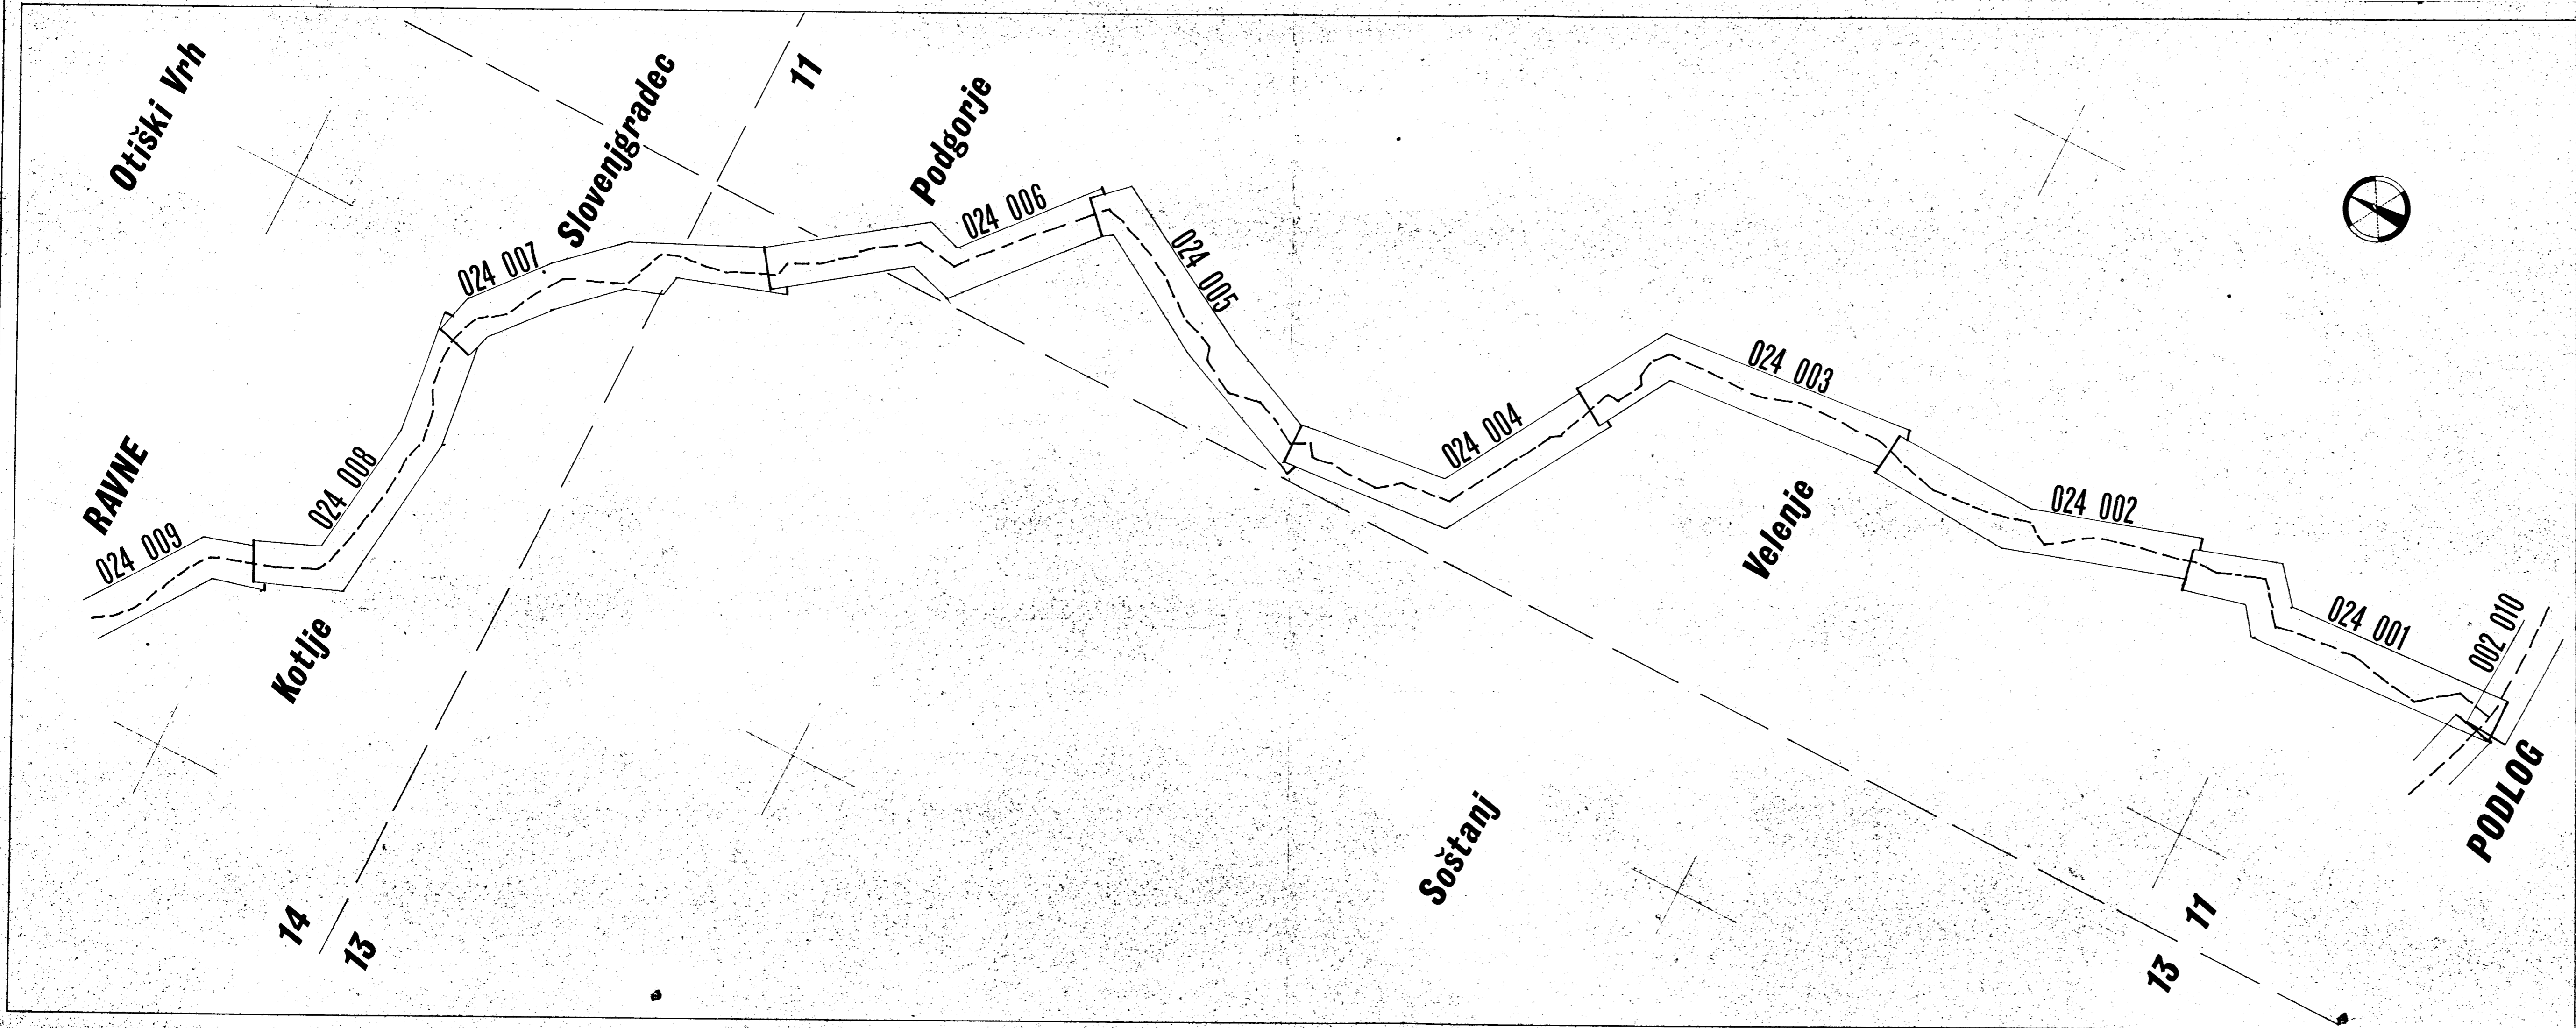 Otiški Vrh
Slovenjgradec
11
Podgorje
024 007
024 006
024 005
RAVNE
024 009
024 008
024 004
024 003
024 002
024 001
002 010
Kotlje
Velenje
Šoštanj
PODLOG
14
13
11
13